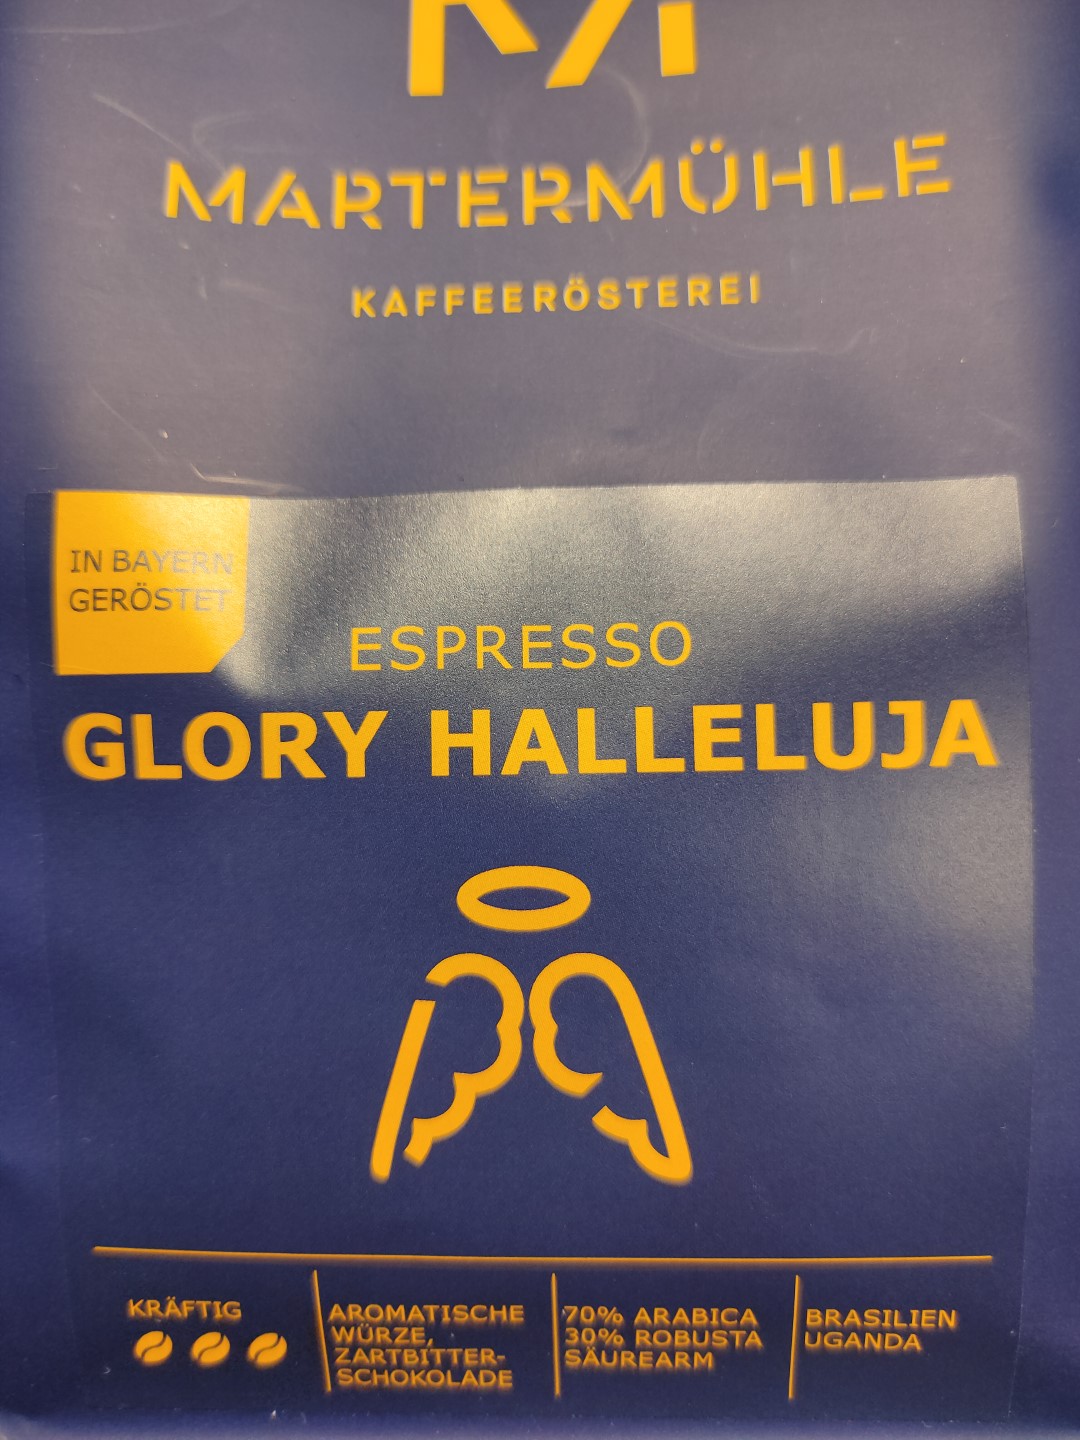 MARTERMÜHLE
KAFFEERÖSTEREI
IN BAYERN
GERÖSTET
ESPRESSO
GLORY HALLELUJA
KRÄFTIG
AROMATISCHE
WÜRZE,
ZARTBITTER-
SCHOKOLADE
70% ARABICA
30% ROBUSTA
SÄUREARM
BRASILIEN
UGANDA